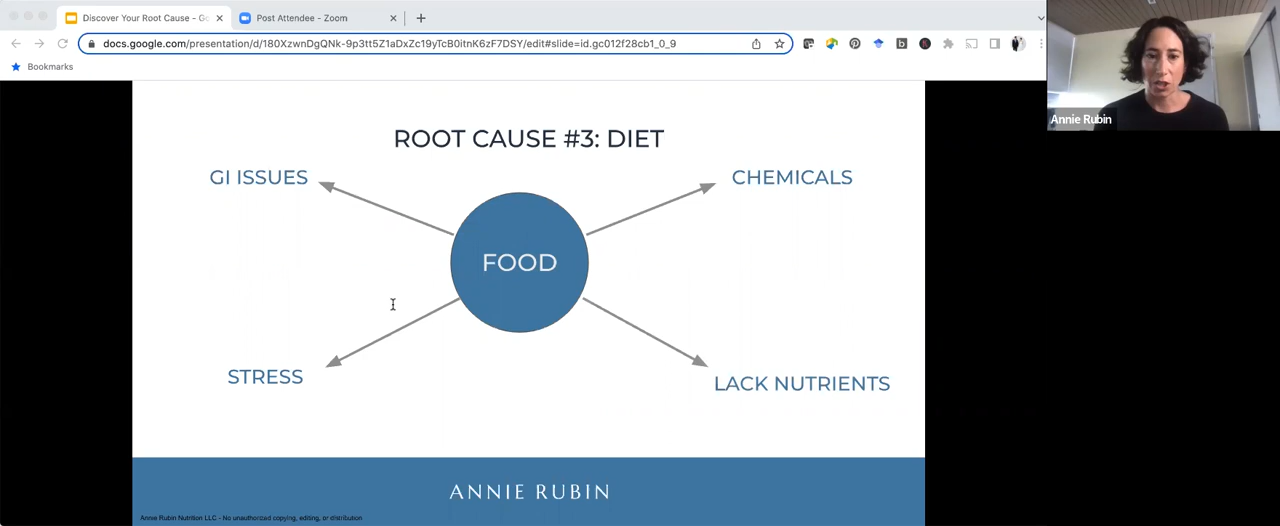 Discover Your Root Cause - Go
Post Attendee - Zoom
docs.google.com/presentation/d/180XzwnDgQNk-9p3tt5Z1aDxZc19yTcB0itnK6zF7DSY/edit#slide=id.gc012f28cb1_0_9
Bookmarks
Annie Rubin
ROOT CAUSE #3: DIET
GI ISSUES
CHEMICALS
FOOD
STRESS
LACK NUTRIENTS
ANNIE RUBIN
Annie Rubin Nutrition LLC - No unauthorized copying, editing, or distribution